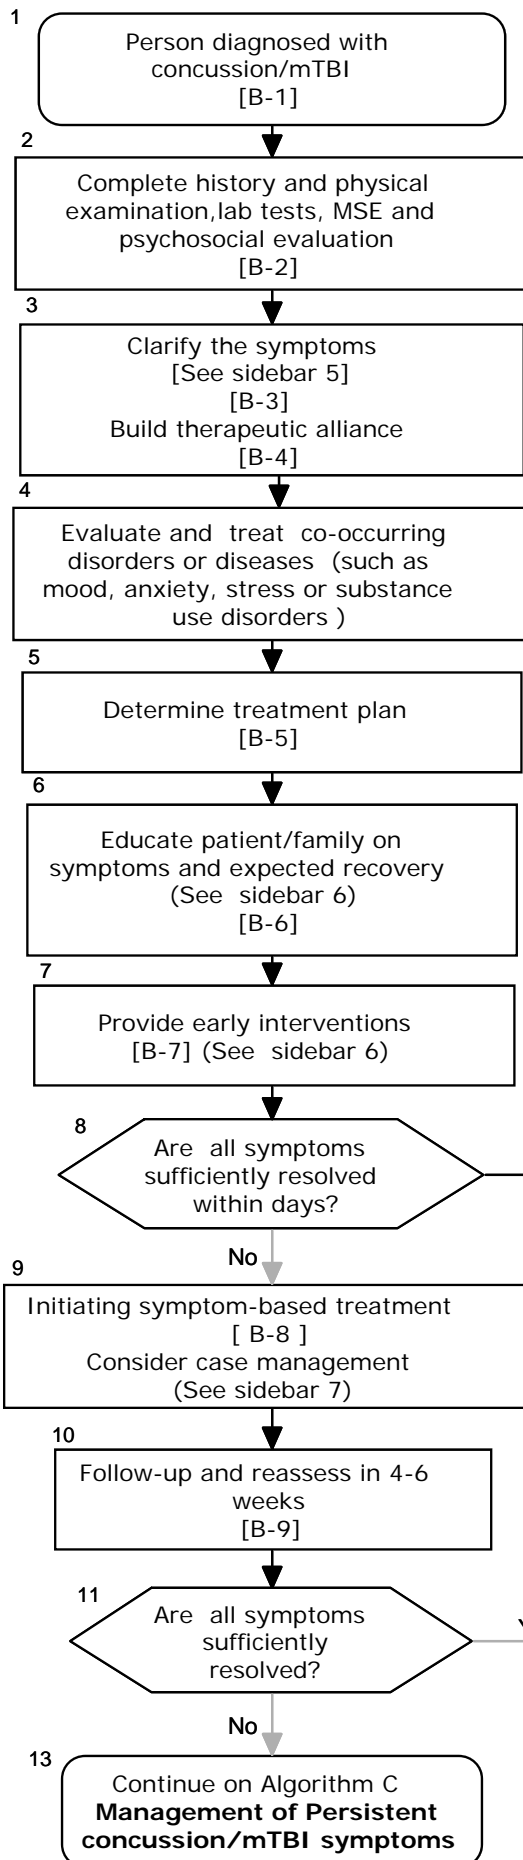 1
Person diagnosed with
concussion/mTBI
[B-1]
2
Complete history and physical
examination,lab tests, MSE and
psychosocial evaluation
[B-2]
3
Clarify the symptoms
[See sidebar 5]
[B-3]
Build therapeutic alliance
[B-4]
4
Evaluate and treat co-occurring
disorders or diseases (such as
mood, anxiety, stress or substance
use disorders )
5
Determine treatment plan
[B-5]
6
Educate patient/family on
symptoms and expected recovery
(See sidebar 6)
[B-6]
7
Provide early interventions
[B-7] (See sidebar 6)
8
Are all symptoms
sufficiently resolved
within days?
No
9
Initiating symptom-based treatment
[ B-8 ]
Consider case management
(See sidebar 7)
10
Follow-up and reassess in 4-6
weeks
[B-9]
11
Are all symptoms
sufficiently
resolved?
No
13
Continue on Algorithm C
Management of Persistent
concussion/mTBI symptoms